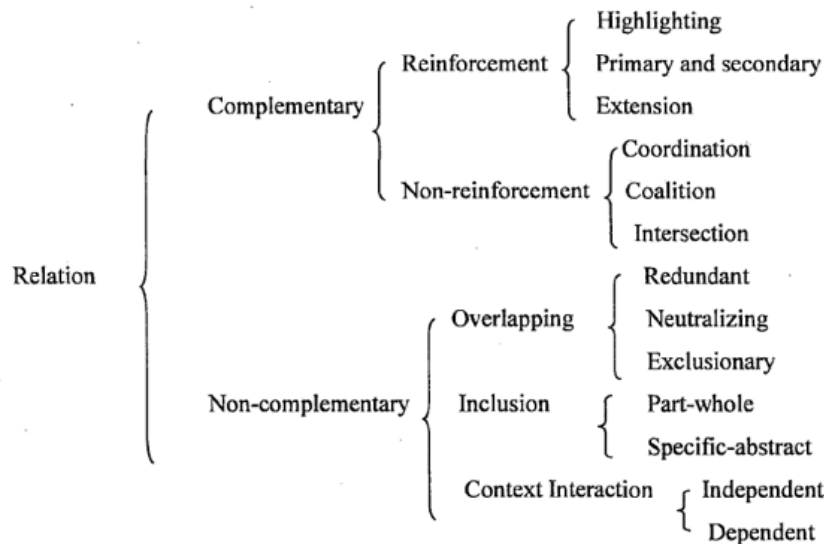 Highlighting
Reinforcement Primary and secondary
Complementary Extension
Coordination
Non-reinforcement Coalition
Intersection
Relation Redundant
Overlapping Neutralizing
Exclusionary
Non-complementary Inclusion Part-whole
Specific-abstract
Context Interaction Independent
Dependent